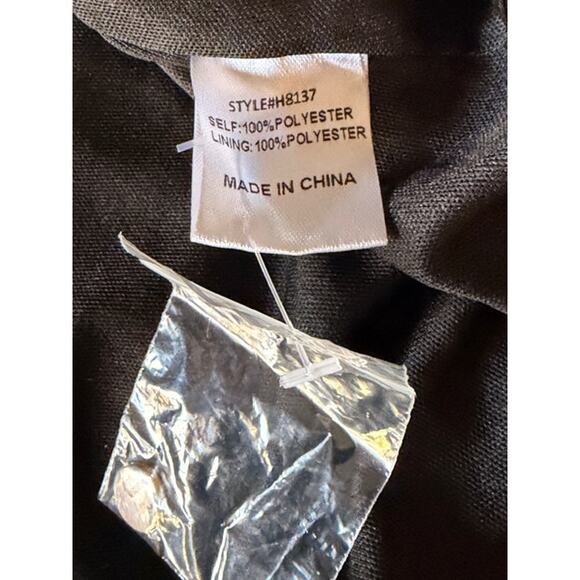 STYLE#H8137
SELF:100%POLYESTER
LINING:100%POLYESTER
MADE IN CHINA